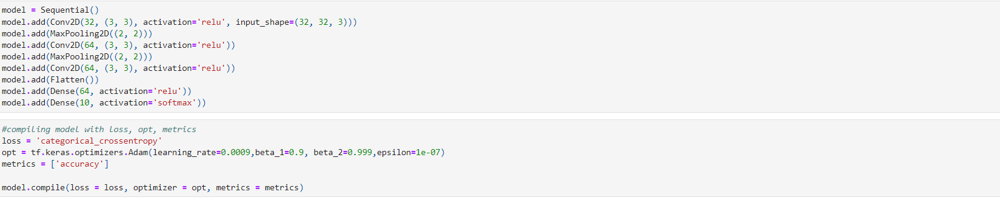 model = Sequential()
model.add(Conv2D(32, (3, 3), activation='relu', input_shape=(32, 32, 3)))
model.add(MaxPooling2D((2, 2)))
model.add(Conv2D(64, (3, 3), activation='relu'))
model.add(MaxPooling2D((2, 2)))
model.add(Conv2D(64, (3, 3), activation='relu'))
model.add(Flatten())
model.add(Dense(64, activation='relu'))
model.add(Dense(10, activation='softmax'))
#compiling model with loss, opt, metrics
loss = 'categorical_crossentropy'
opt = tf.keras.optimizers.Adam(learning_rate=0.0009,beta_1=0.9, beta_2=0.999,epsilon=1e-07)
metrics = ['accuracy']
model.compile(loss = loss, optimizer = opt, metrics = metrics)